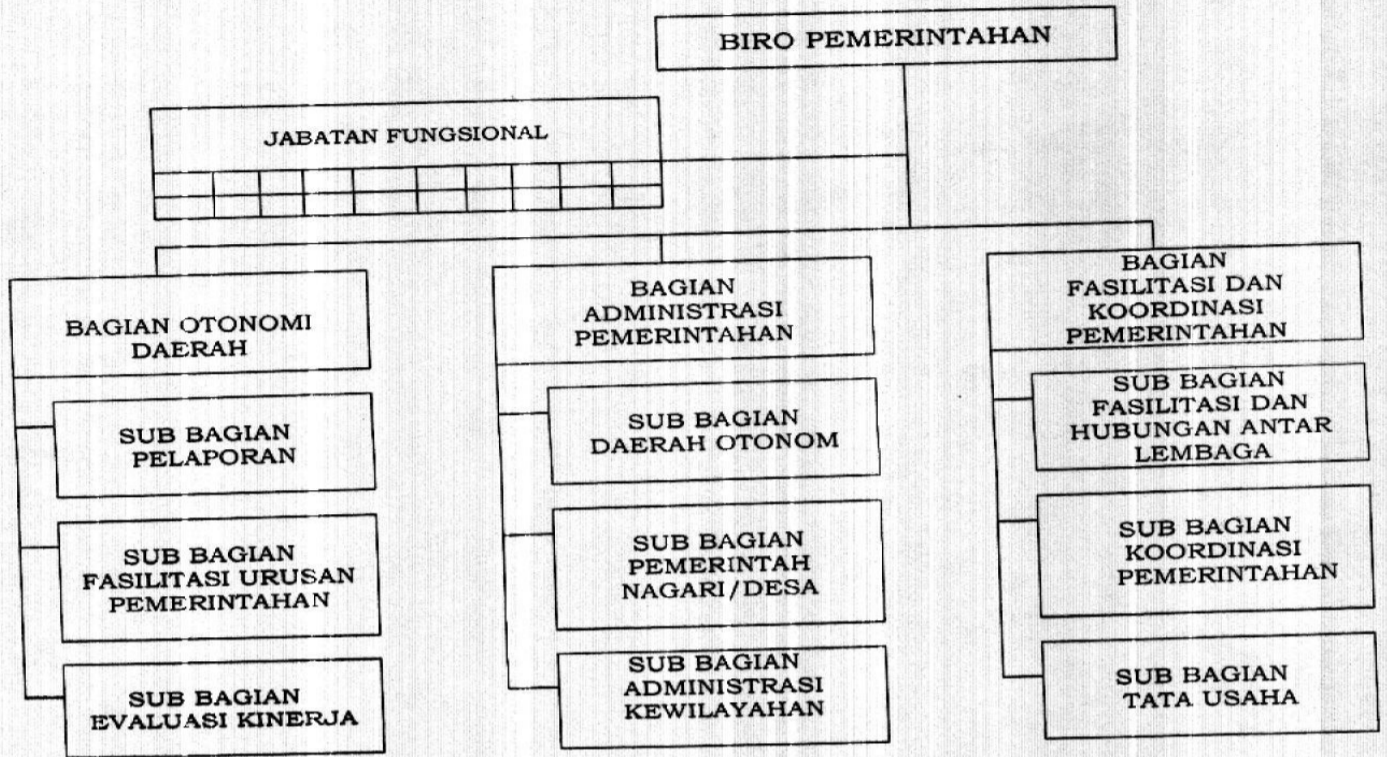 BIRO PEMERINTAHAN
JABATAN FUNGSIONAL
BAGIAN OTONOMI
DAERAH
SUB BAGIAN
PELAPORAN
SUB BAGIAN
FASILITASI URUSAN
PEMERINTAHAN
SUB BAGIAN
EVALUASI KINERJA
BAGIAN
ADMINISTRASI
PEMERINTAHAN
SUB BAGIAN
DAERAH OTONOM
SUB BAGIAN
PEMERINTAH
NAGARI/DESA
SUB BAGIAN
ADMINISTRASI
KEWILAYAHAN
BAGIAN
FASILITASI DAN
KOORDINASI
PEMERINTAHAN
SUB BAGIAN
FASILITASI DAN
HUBUNGAN ANTAR
LEMBAGA
SUB BAGIAN
KOORDINASI
PEMERINTAHAN
SUB BAGIAN
TATA USAHA